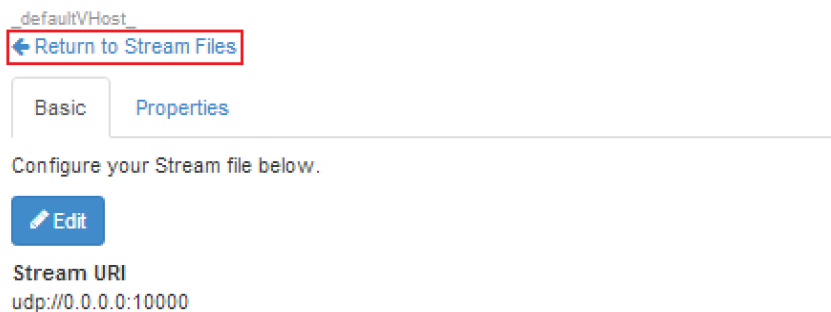 _defaultVHost_
Return to Stream Files
Basic Properties
Configure your Stream file below.
Edit
Stream URI
udp://0.0.0.0:10000